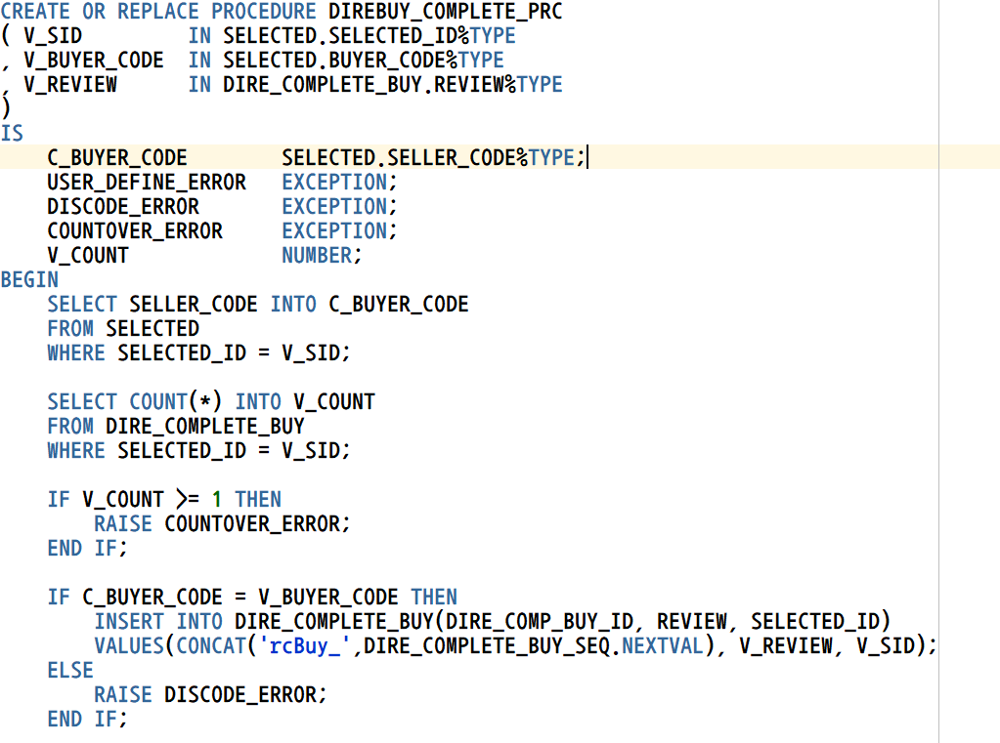 CREATE OR REPLACE PROCEDURE DIREBUY_COMPLETE_PRC
( V_SID         IN SELECTED.SELECTED_ID%TYPE
, V_BUYER_CODE  IN SELECTED.BUYER_CODE%TYPE
, V_REVIEW      IN DIRE_COMPLETE_BUY.REVIEW%TYPE
)
IS
    C_BUYER_CODE        SELECTED.SELLER_CODE%TYPE;
    USER_DEFINE_ERROR   EXCEPTION;
    DISCODE_ERROR       EXCEPTION;
    COUNTOVER_ERROR     EXCEPTION;
    V_COUNT             NUMBER;
BEGIN
    SELECT SELLER_CODE INTO C_BUYER_CODE
    FROM SELECTED
    WHERE SELECTED_ID = V_SID;

    SELECT COUNT(*) INTO V_COUNT
    FROM DIRE_COMPLETE_BUY
    WHERE SELECTED_ID = V_SID;

    IF V_COUNT >= 1 THEN
        RAISE COUNTOVER_ERROR;
    END IF;

    IF C_BUYER_CODE = V_BUYER_CODE THEN
        INSERT INTO DIRE_COMPLETE_BUY(DIRE_COMP_BUY_ID, REVIEW, SELECTED_ID)
        VALUES(CONCAT('rcBuy_',DIRE_COMPLETE_BUY_SEQ.NEXTVAL), V_REVIEW, V_SID);
    ELSE
        RAISE DISCODE_ERROR;
    END IF;